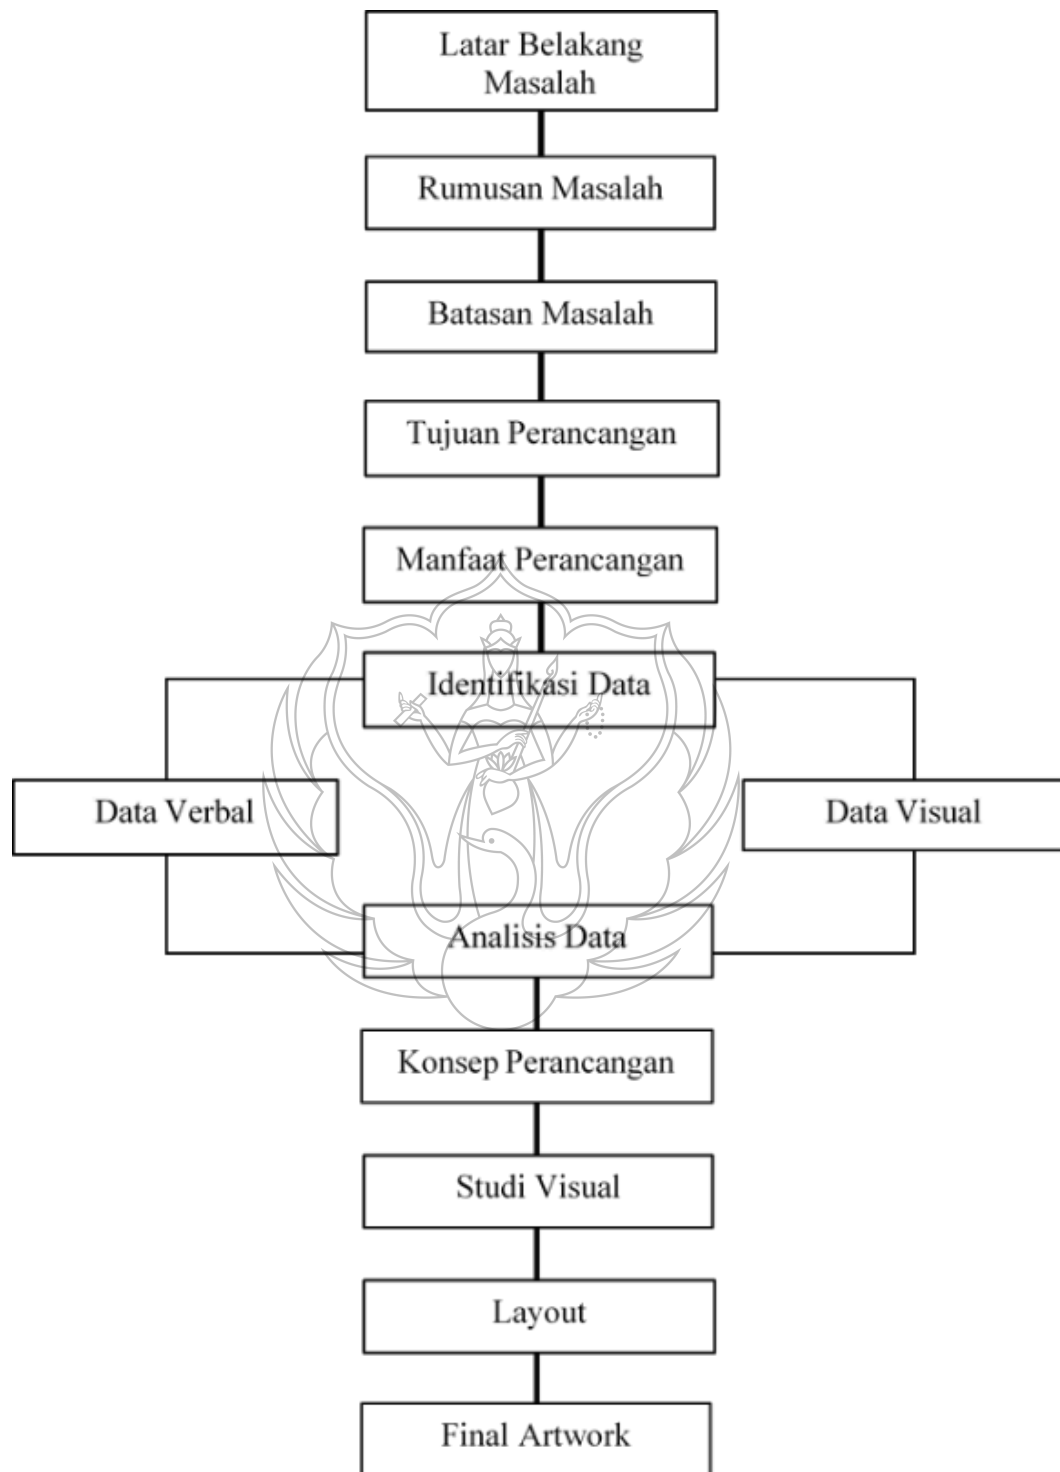 Latar Belakang
Masalah
Rumusan Masalah
Batasan Masalah
Tujuan Perancangan
Manfaat Perancangan
Identifikasi Data
Data Verbal
Data Visual
Analisis Data
Konsep Perancangan
Studi Visual
Layout
Final Artwork